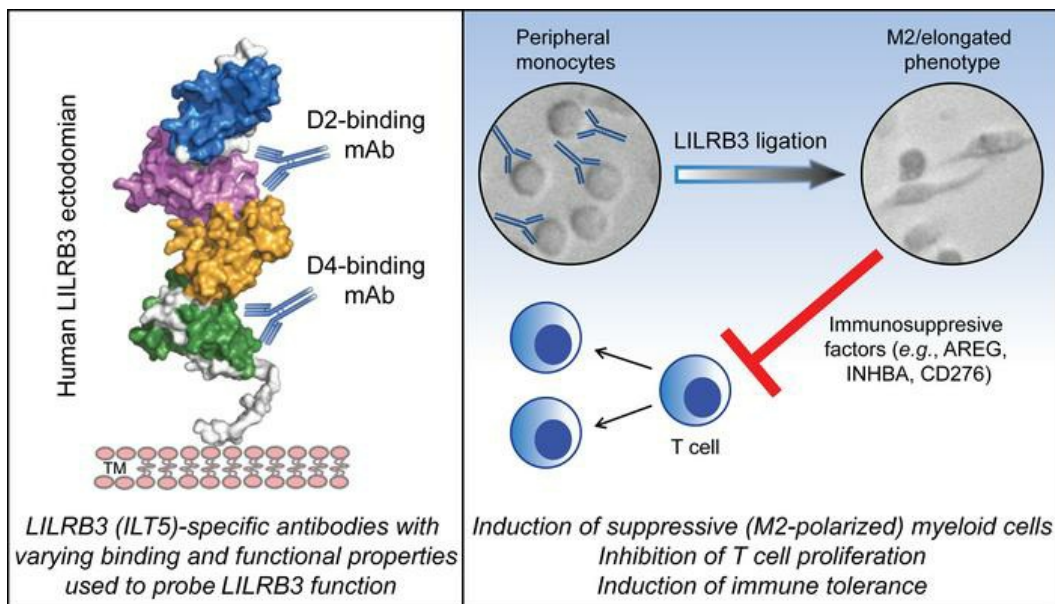 Human LILRB3 ectodomian
D2-binding
mAb
D4-binding
mAb
TM
LILRB3 (ILT5)-specific antibodies with
varying binding and functional properties
used to probe LILRB3 function
Peripheral
monocytes
LILRB3 ligation
M2/elongated
phenotype
Immunosuppresive
factors (e.g., AREG,
INHBA, CD276)
T cell
Induction of suppressive (M2-polarized) myeloid cells
Inhibition of T cell proliferation
Induction of immune tolerance